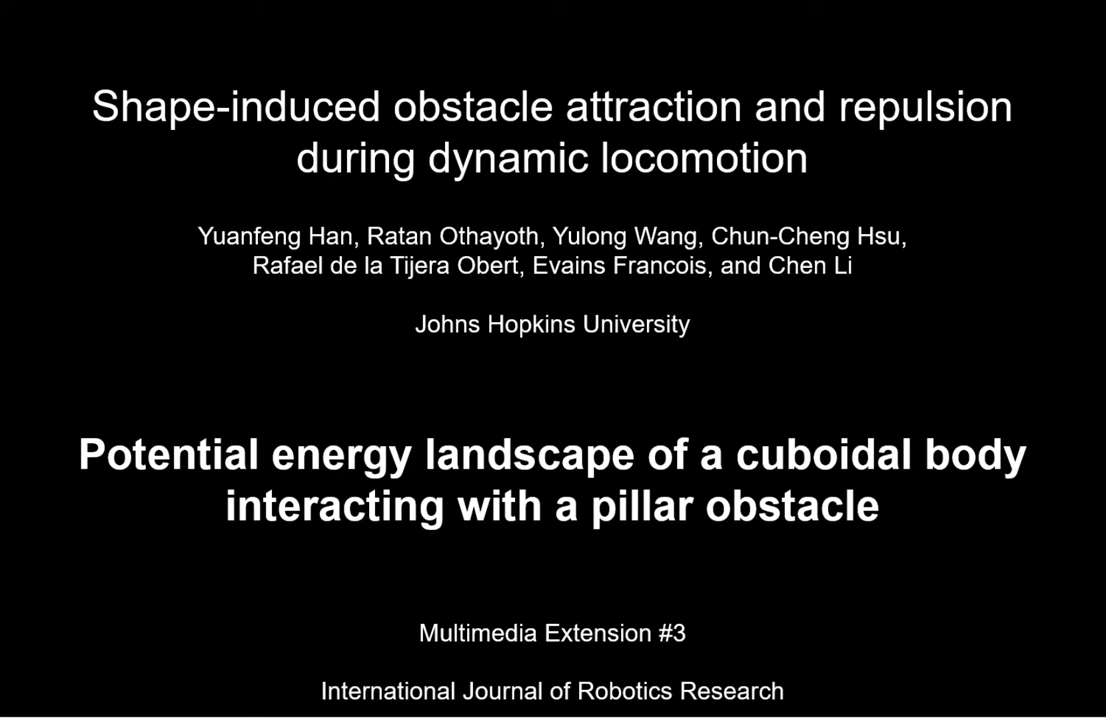 Shape-induced obstacle attraction and repulsion
during dynamic locomotion
Yuanfeng Han, Ratan Othayoth, Yulong Wang, Chun-Cheng Hsu,
Rafael de la Tijera Obert, Evains Francois, and Chen Li
Johns Hopkins University
Potential energy landscape of a cuboidal body
interacting with a pillar obstacle
Multimedia Extension #3
International Journal of Robotics Research